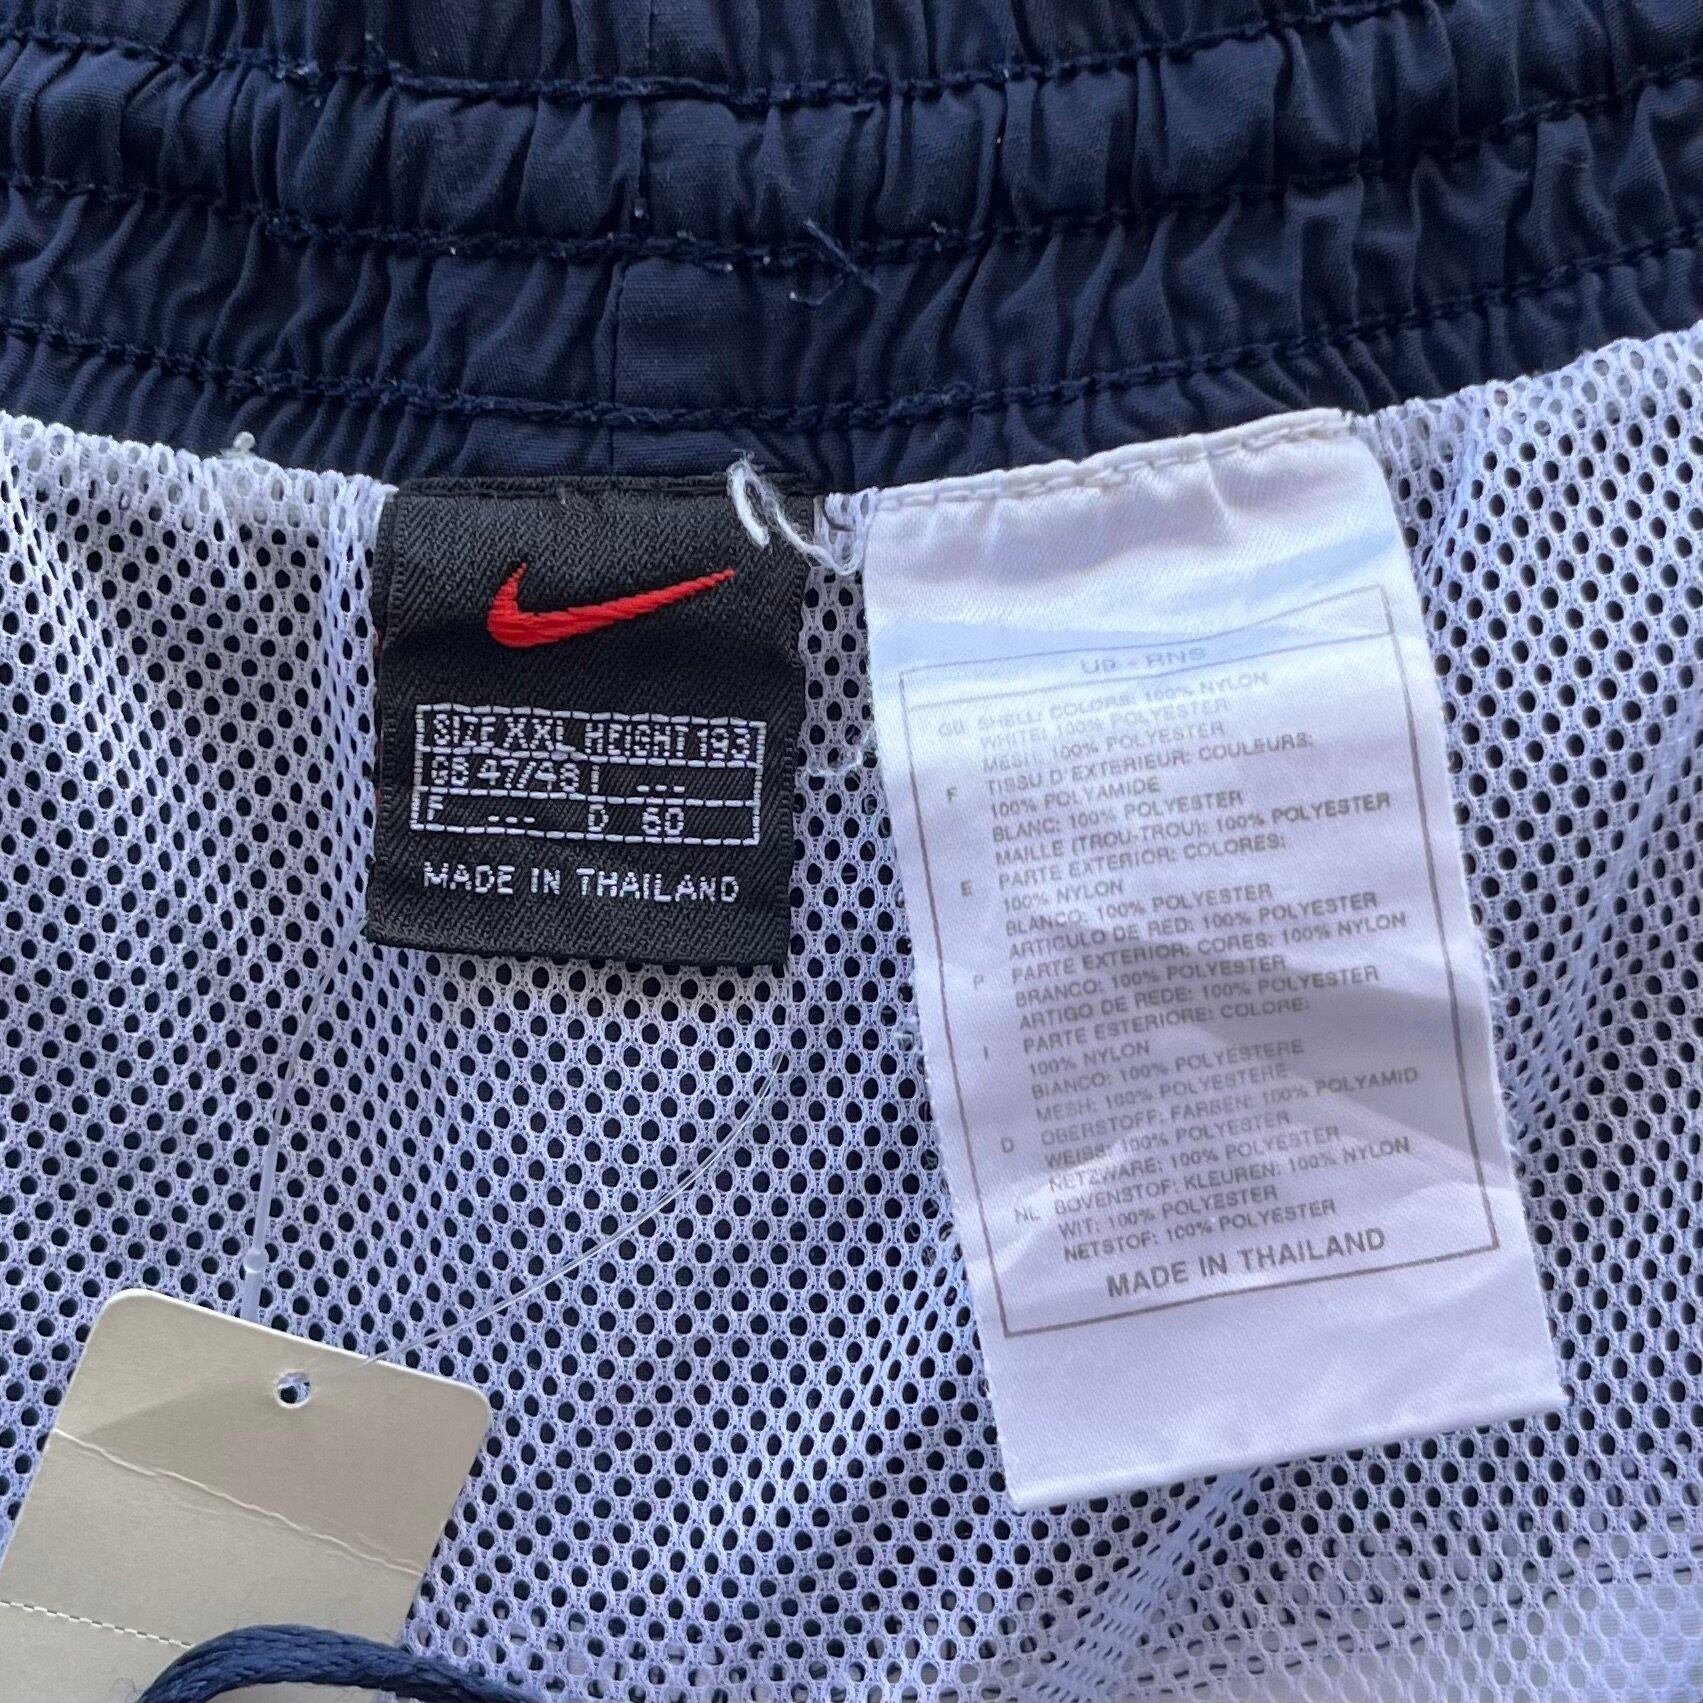 SIZE XXL HEIGHT 193
GB 47/48 I ---
F --- D 60
MADE IN THAILAND
RNS
GB SHELL: COLORS: 100% NYLON
WHITE: 100% POLYESTER
MESH: 100% POLYESTER
F TISSU D'EXTERIEUR: COULEURS:
100% POLYAMIDE
BLANC: 100% POLYESTER
MAILLE (TROU-TROU): 100% POLYESTER
E PARTE EXTERIOR: COLORES:
100% NYLON
BLANCO: 100% POLYESTER
ARTICULO DE RED: 100% POLYESTER
P PARTE EXTERIOR: CORES: 100% NYLON
BRANCO: 100% POLYESTER
ARTIGO DE REDE: 100% POLYESTER
I PARTE ESTERIORE: COLORE:
100% NYLON
BIANCO: 100% POLYESTERE
MESH: 100% POLYESTERE
D OBERSTOFF: FARBEN: 100% POLYAMID
WEISS: 100% POLYESTER
NETZWARE: 100% POLYESTER
NL BOVENSTOF: KLEUREN: 100% NYLON
WIT: 100% POLYESTER
NETSTOF: 100% POLYESTER
MADE IN THAILAND